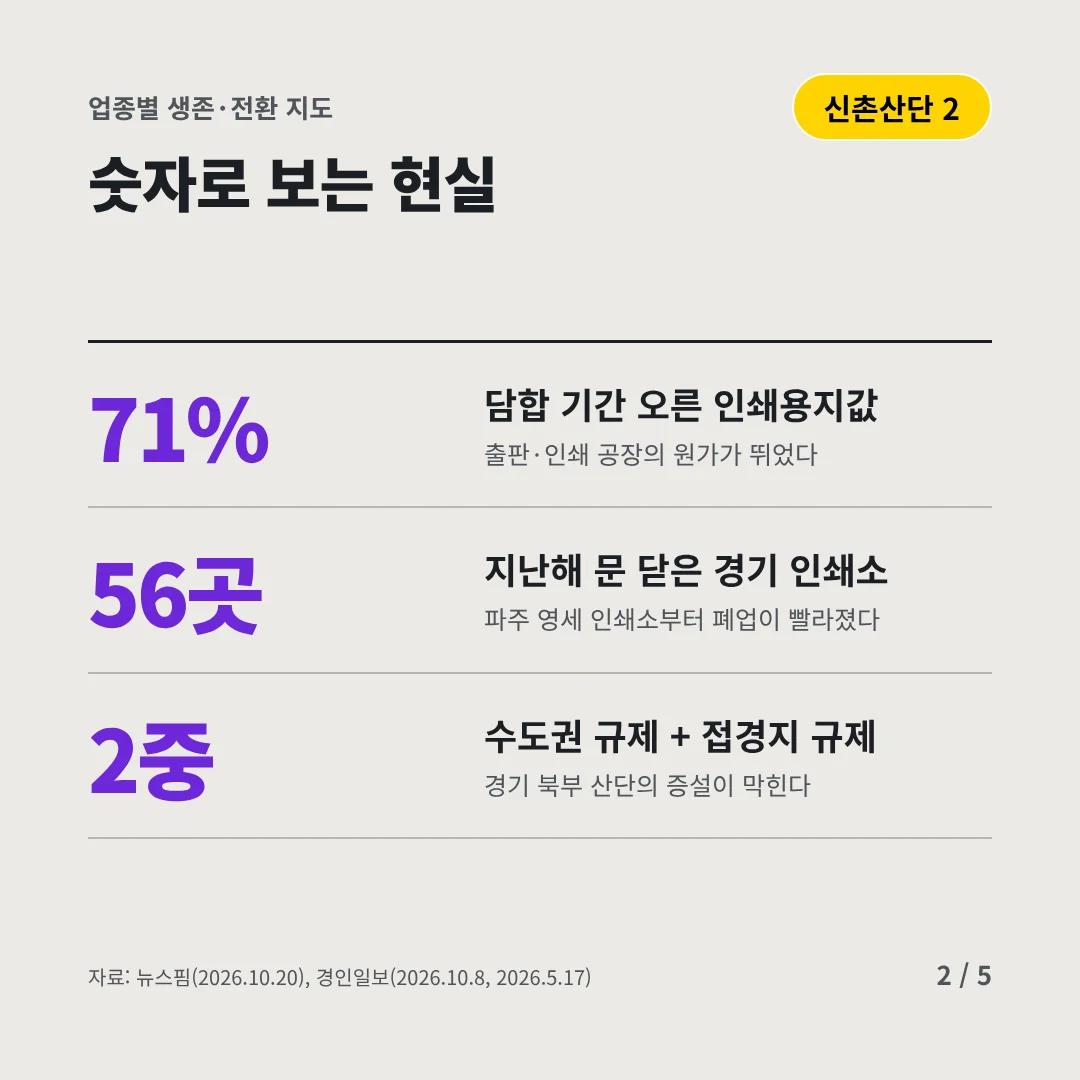 업종별 생존·전환 지도
신촌산단 2
숫자로 보는 현실
71%
담합 기간 오른 인쇄용지값
출판·인쇄 공장의 원가가 뛰었다
56곳
지난해 문 닫은 경기 인쇄소
파주 영세 인쇄소부터 폐업이 빨라졌다
2중
수도권 규제 + 접경지 규제
경기 북부 산단의 증설이 막힌다
자료: 뉴스핌(2026.10.20), 경인일보(2026.10.8, 2026.5.17)
2 / 5